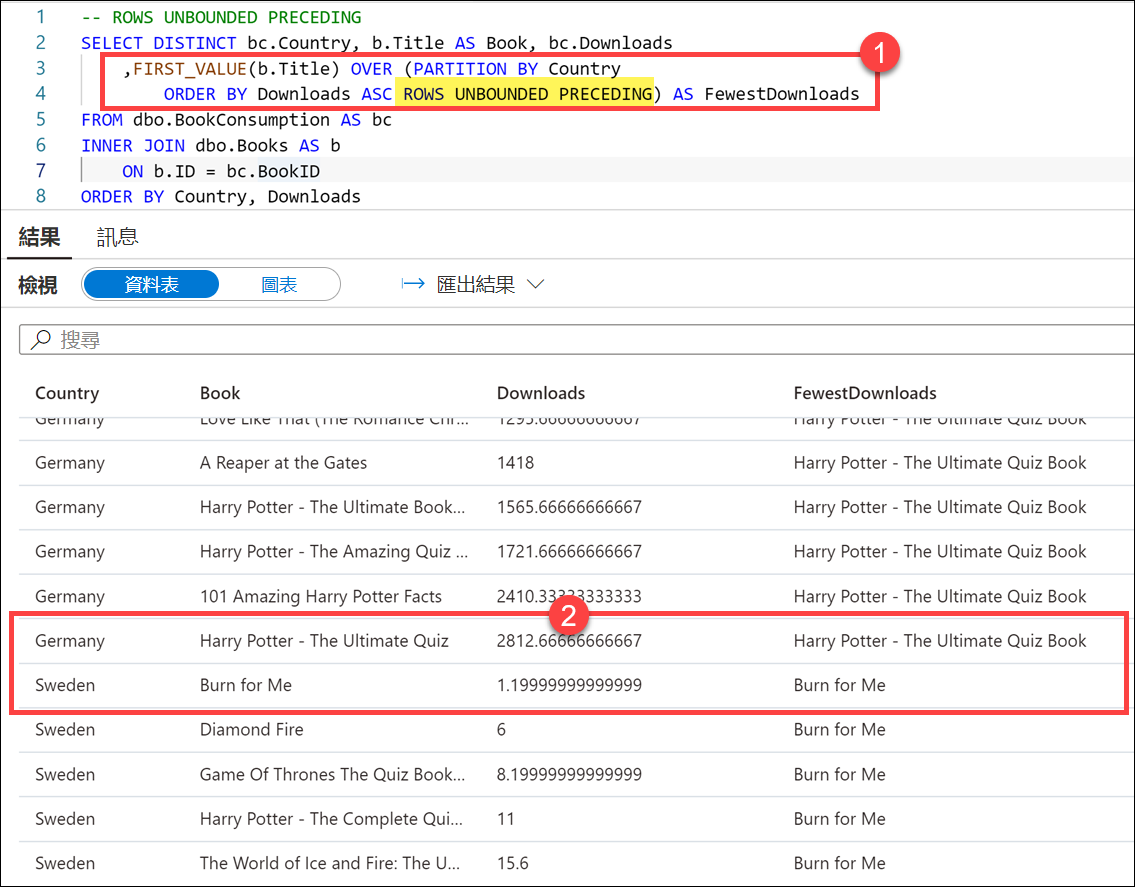 1 -- ROWS UNBOUNDED PRECEDING
2 SELECT DISTINCT bc.Country, b.Title AS Book, bc.Downloads
3 ,FIRST_VALUE(b.Title) OVER (PARTITION BY Country
1
4 ORDER BY Downloads ASC ROWS UNBOUNDED PRECEDING) AS FewestDownloads
5 FROM dbo.BookConsumption AS bc
6 INNER JOIN dbo.Books AS b
7 ON b.ID = bc.BookID
8 ORDER BY Country, Downloads
結果 訊息
檢視 資料表 圖表 匯出結果
搜尋
Country Book Downloads FewestDownloads
Germany Love Like That (The Romance Chr... 1295.66666666667 Harry Potter - The Ultimate Quiz Book
Germany A Reaper at the Gates 1418 Harry Potter - The Ultimate Quiz Book
Germany Harry Potter - The Ultimate Book... 1565.66666666667 Harry Potter - The Ultimate Quiz Book
Germany Harry Potter - The Amazing Quiz ... 1721.66666666667 Harry Potter - The Ultimate Quiz Book
Germany 101 Amazing Harry Potter Facts 2410.33333333333 Harry Potter - The Ultimate Quiz Book
2
Germany Harry Potter - The Ultimate Quiz 2812.66666666667 Harry Potter - The Ultimate Quiz Book
Sweden Burn for Me 1.19999999999999 Burn for Me
Sweden Diamond Fire 6 Burn for Me
Sweden Game Of Thrones The Quiz Book... 8.19999999999999 Burn for Me
Sweden Harry Potter - The Complete Qui... 11 Burn for Me
Sweden The World of Ice and Fire: The U... 15.6 Burn for Me